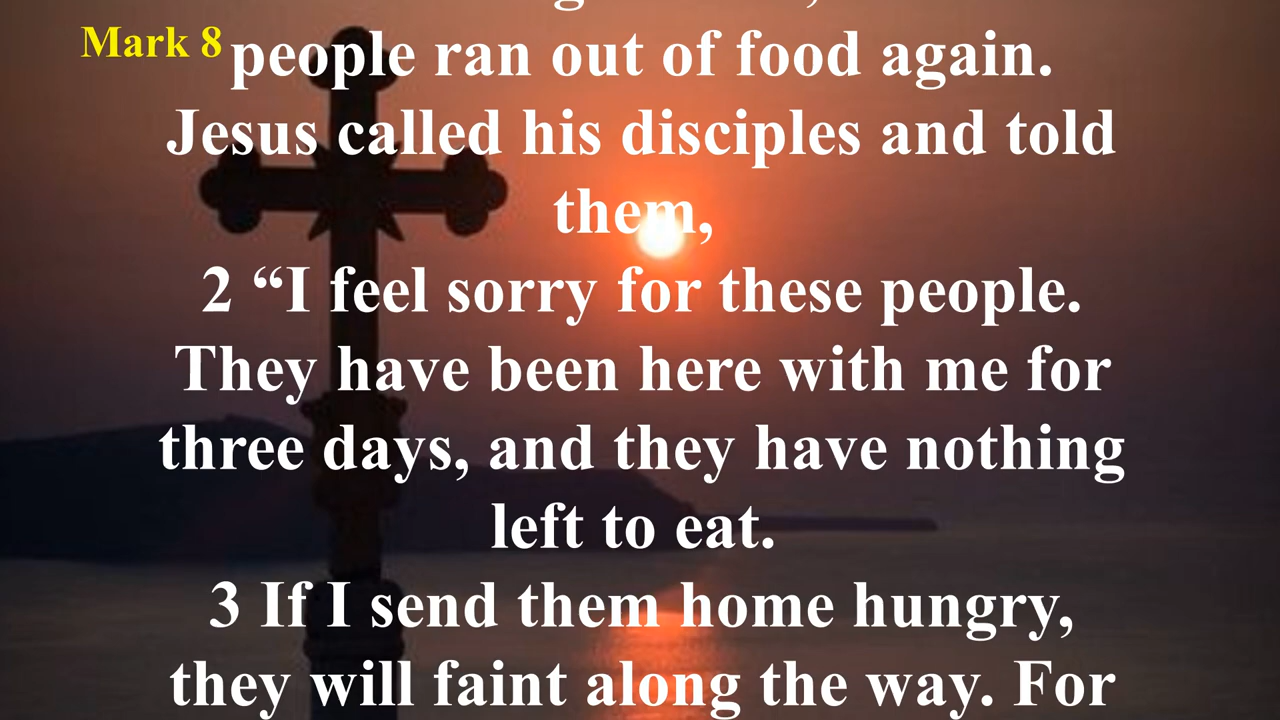 Mark 8
people ran out of food again.
Jesus called his disciples and told
them,
2 “I feel sorry for these people.
They have been here with me for
three days, and they have nothing
left to eat.
3 If I send them home hungry,
they will faint along the way. For